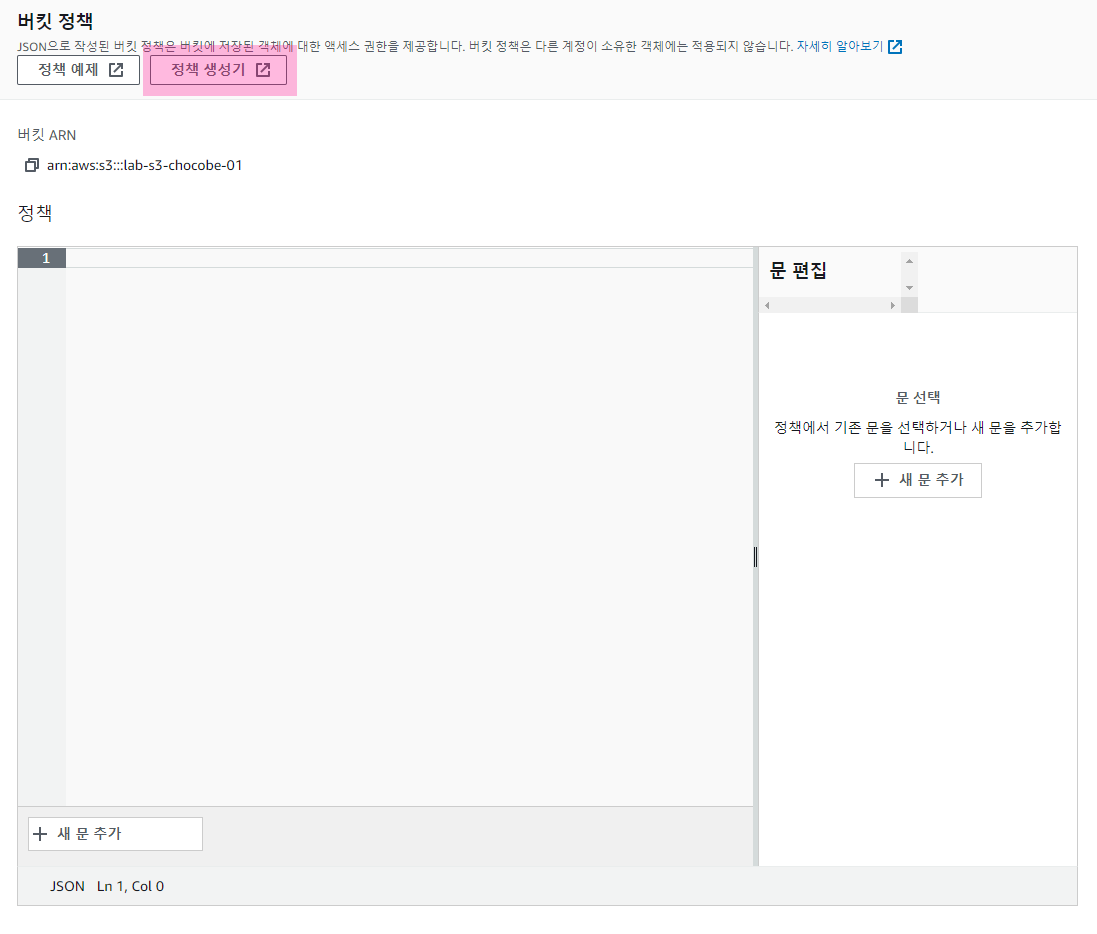 버킷 정책
JSON으로 작성된 버킷 정책은 버킷에 저장된 객체에 대한 액세스 권한을 제공합니다. 버킷 정책은 다른 계정이 소유한 객체에는 적용되지 않습니다. 자세히 알아보기
정책 예제 정책 생성기
버킷 ARN
arn:aws:s3:::lab-s3-chocobe-01
정책
1
문 편집
문 선택
정책에서 기존 문을 선택하거나 새 문을 추가합
니다.
새 문 추가
새 문 추가
JSON Ln 1, Col 0